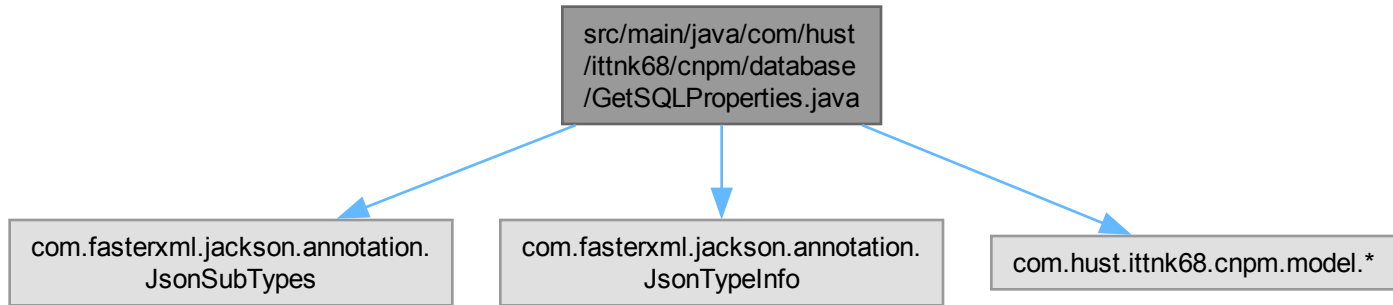 src/main/java/com/hust
/ittnk68/cnpm/database
/GetSQLProperties.java
com.fasterxml.jackson.annotation.
JsonSubTypes
com.fasterxml.jackson.annotation.
JsonTypeInfo
com.hust.ittnk68.cnpm.model.*